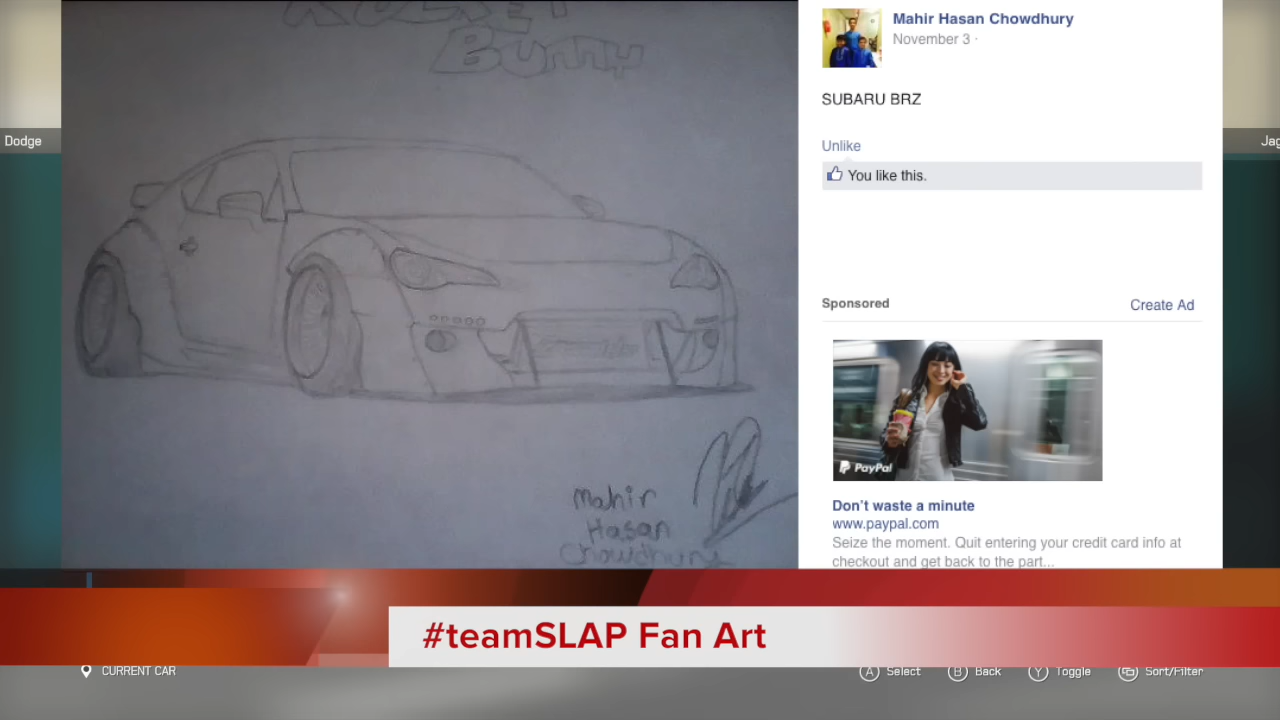 ROCKET
Bunny
Mahir Hasan Chowdhury
November 3 ·
SUBARU BRZ
Dodge
Jag
Unlike
You like this.
Sponsored
Create Ad
PayPal
Don't waste a minute
www.paypal.com
Seize the moment. Quit entering your credit card info at
checkout and get back to the part...
Mahir
Hasan
Chowdhury
#teamSLAP Fan Art
CURRENT CAR
A Select
B Back
Y Toggle
Sort/Filter